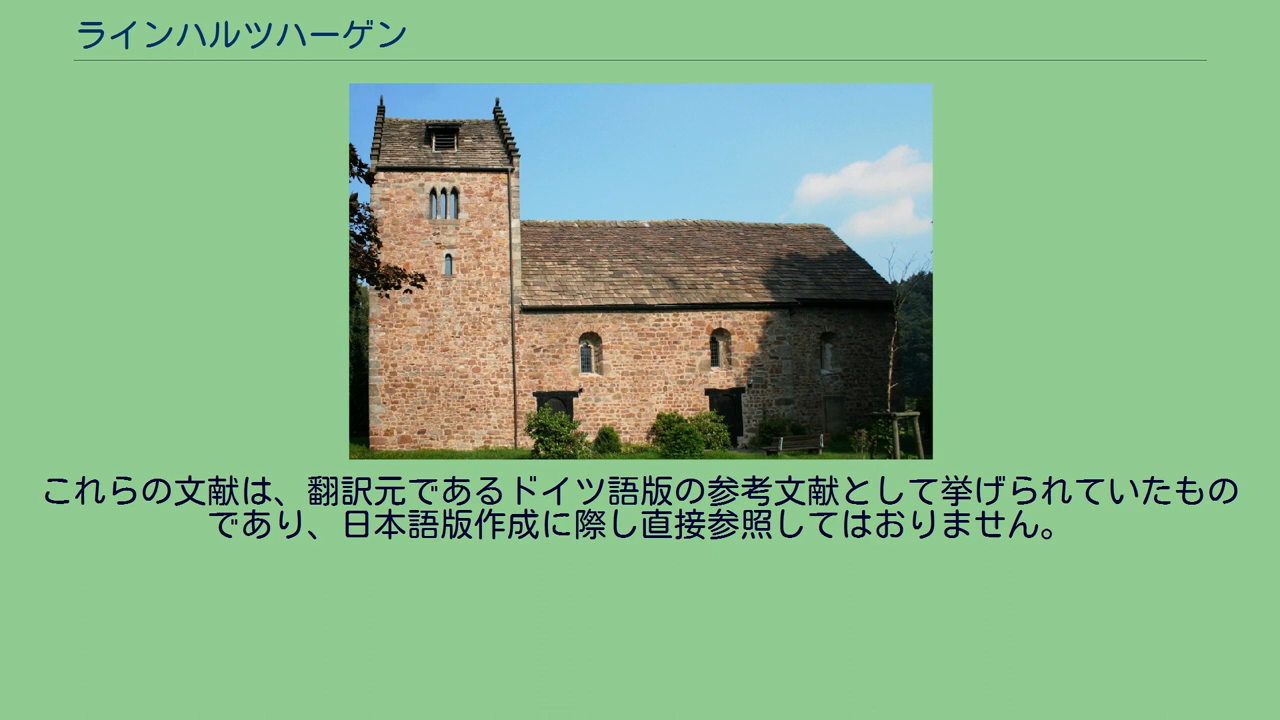 ラインハルツハーゲン
これらの文献は、翻訳元であるドイツ語版の参考文献として挙げられていたもの
であり、日本語版作成に際し直接参照してはおりません。